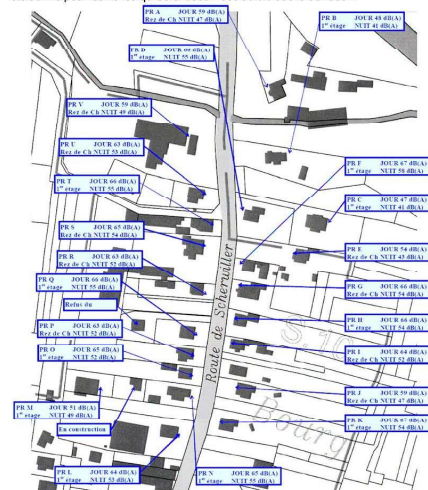 PR A JOUR 59 dB(A)
Rez de Ch NUIT 47 dB(A)
PR B JOUR 48 dB(A)
1er étage NUIT 41 dB(A)
PR D JOUR dB(A)
1er étage NUIT 55 dB(A)
PR V JOUR 59 dB(A)
Rez de Ch NUIT 49 dB(A)
PR U JOUR 63 dB(A)
Rez de Ch NUIT 53 dB(A)
PR F JOUR 67 dB(A)
1er étage NUIT 58 dB(A)
PR T JOUR 66 dB(A)
1er étage NUIT 55 dB(A)
PR C JOUR 47 dB(A)
1er étage NUIT 41 dB(A)
PR S JOUR 65 dB(A)
Rez de Ch NUIT 54 dB(A)
PR E JOUR 54 dB(A)
Rez de Ch NUIT 43 dB(A)
PR R JOUR 63 dB(A)
Rez de Ch NUIT 52 dB(A)
PR Q JOUR 66 dB(A)
1er étage NUIT 55 dB(A)
PR G JOUR 66 dB(A)
Rez de Ch NUIT 54 dB(A)
Refus du
PR H JOUR 66 dB(A)
1er étage NUIT 54 dB(A)
PR P JOUR 63 dB(A)
Rez de Ch NUIT 52 dB(A)
PR I JOUR 64 dB(A)
Rez de Ch NUIT 52 dB(A)
PR O JOUR 65 dB(A)
1er étage NUIT 52 dB(A)
Route de Scherwiller
PR J JOUR 59 dB(A)
Rez de Ch NUIT 47 dB(A)
PR M JOUR 51 dB(A)
1er étage NUIT 49 dB(A)
Bourg
PR K JOUR 67 dB(A)
1er étage NUIT 54 dB(A)
En construction
PR L JOUR 64 dB(A)
1er étage NUIT 53 dB(A)
PR N JOUR 65 dB(A)
1er étage NUIT 55 dB(A)